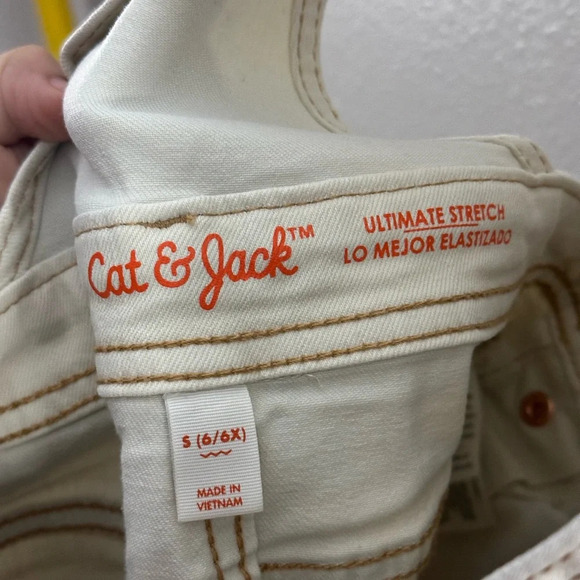 Cat & Jack™
ULTIMATE STRETCH
LO MEJOR ELASTIZADO
S (6/6X)
MADE IN
VIETNAM